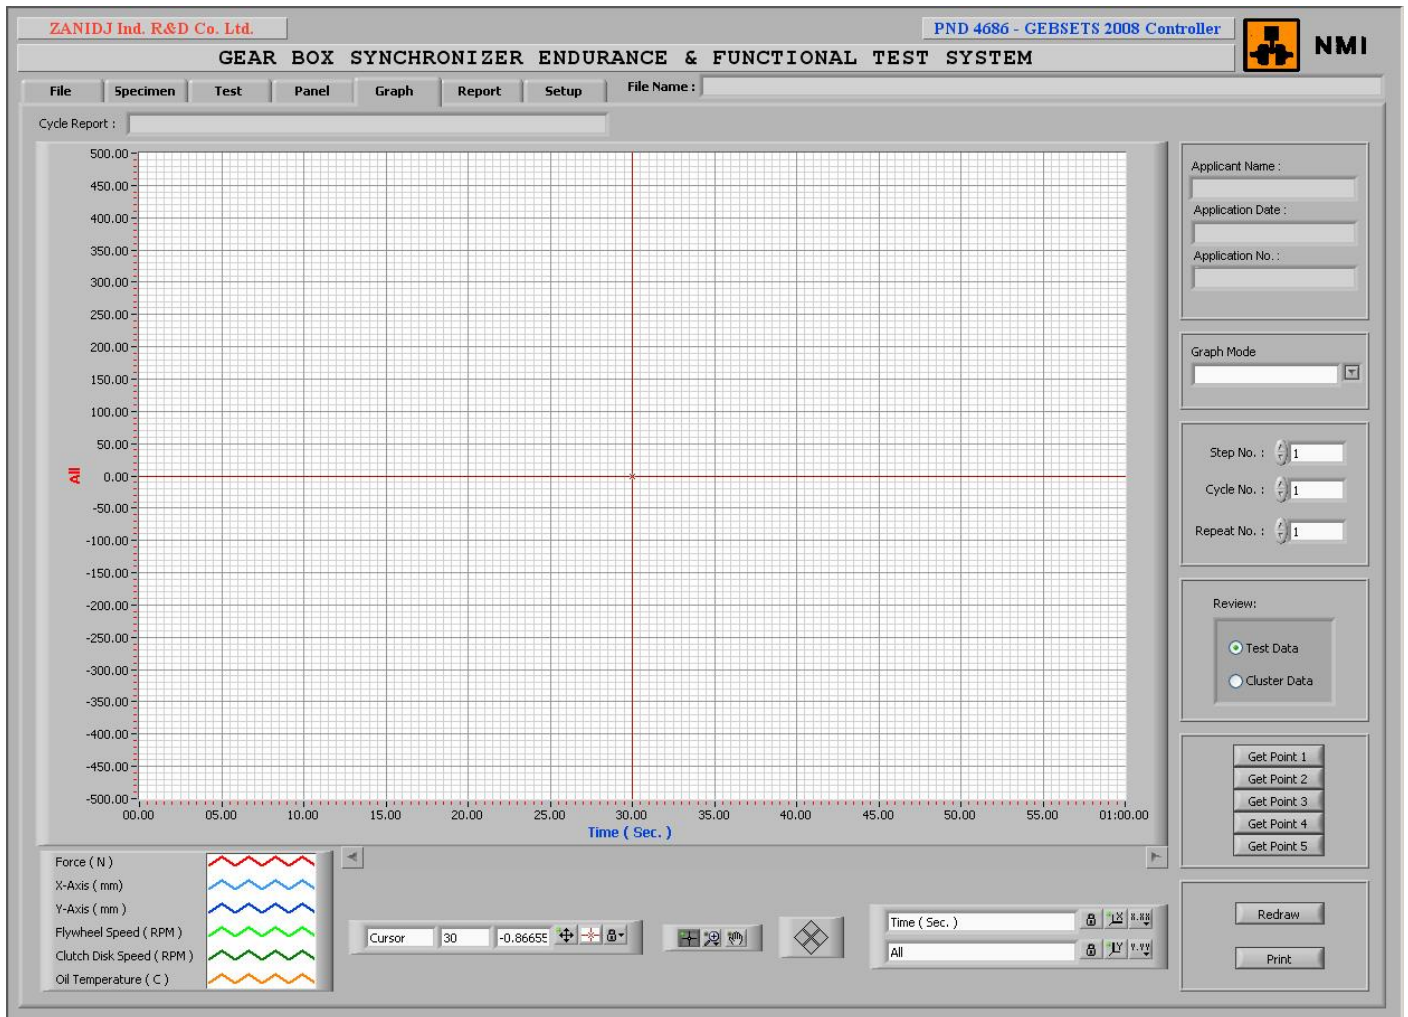 ZANIDJ Ind. R&D Co. Ltd.
PND 4686 - GEBSETS 2008 Controller
NMI
GEAR BOX SYNCHRONIZER ENDURANCE & FUNCTIONAL TEST SYSTEM
File Specimen Test Panel Graph Report Setup File Name :
Cycle Report :
500.00
450.00
400.00
350.00
300.00
250.00
200.00
150.00
100.00
50.00
0.00
-50.00
-100.00
-150.00
-200.00
-250.00
-300.00
-350.00
-400.00
-450.00
-500.00
All
00.00 05.00 10.00 15.00 20.00 25.00 30.00 35.00 40.00 45.00 50.00 55.00 01:00.00
Time ( Sec. )
Applicant Name :
Application Date :
Application No. :
Graph Mode
Step No. : 1
Cycle No. : 1
Repeat No. : 1
Review:
Test Data
Cluster Data
Get Point 1
Get Point 2
Get Point 3
Get Point 4
Get Point 5
Redraw
Print
Force ( N )
X-Axis ( mm)
Y-Axis ( mm )
Flywheel Speed ( RPM )
Clutch Disk Speed ( RPM )
Oil Temperature ( C )
Cursor 30 -0.86655
Time ( Sec. ) X X.XX
All Y Y.YY